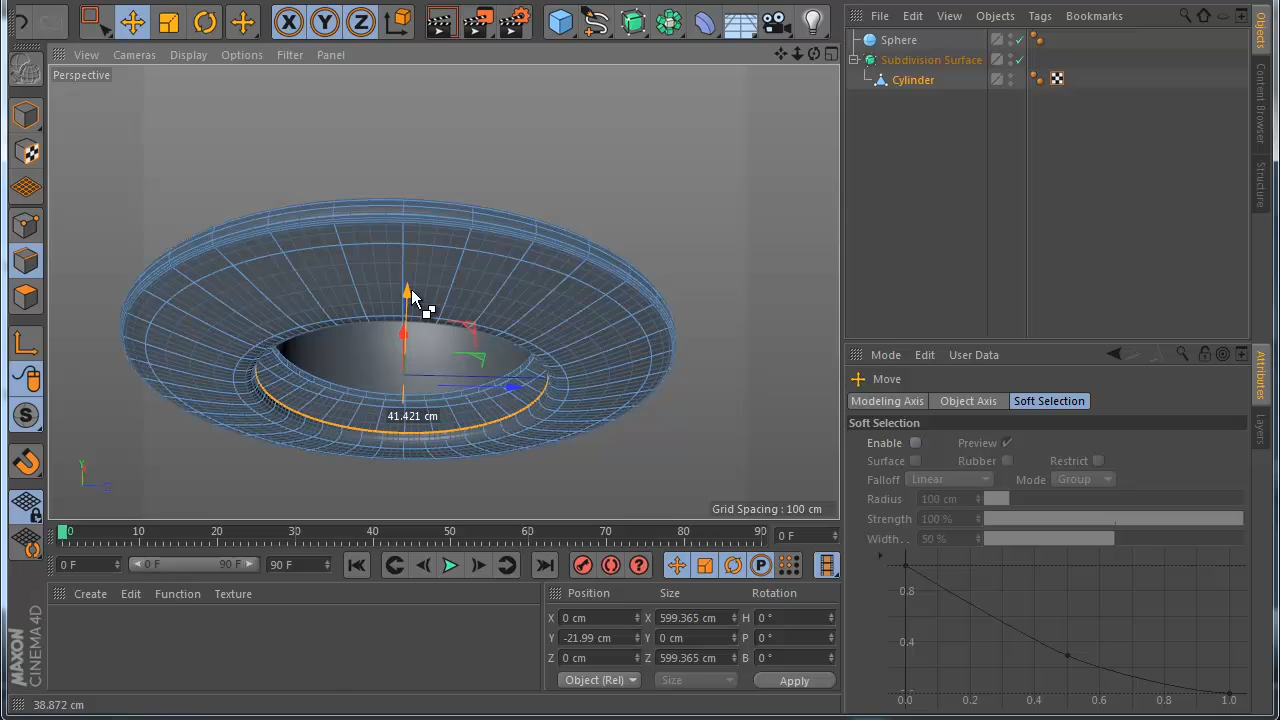 File Edit View Objects Tags Bookmarks
View Cameras Display Options Filter Panel
Perspective
Sphere
Subdivision Surface
Cylinder
Objects
Content Browser
Structure
41.421 cm
Y
Grid Spacing : 100 cm
Mode Edit User Data
Move
Modeling Axis Object Axis Soft Selection
Soft Selection
Enable Preview
Surface Rubber Restrict
Falloff Linear Mode Group
Radius 100 cm
Strength 100 %
Width. . 50 %
0.8
0.4
0.0 0.2 0.4 0.6 0.8 1.0
Attributes
Layers
0 10 20 30 40 50 60 70 80 90 0 F
0 F 0 F 90 F 90 F
Create Edit Function Texture
Position Size Rotation
X 0 cm X 599.365 cm H 0 °
Y -21.99 cm Y 0 cm P 0 °
Z 0 cm Z 599.365 cm B 0 °
Object (Rel) Size Apply
MAXON
CINEMA 4D
38.872 cm